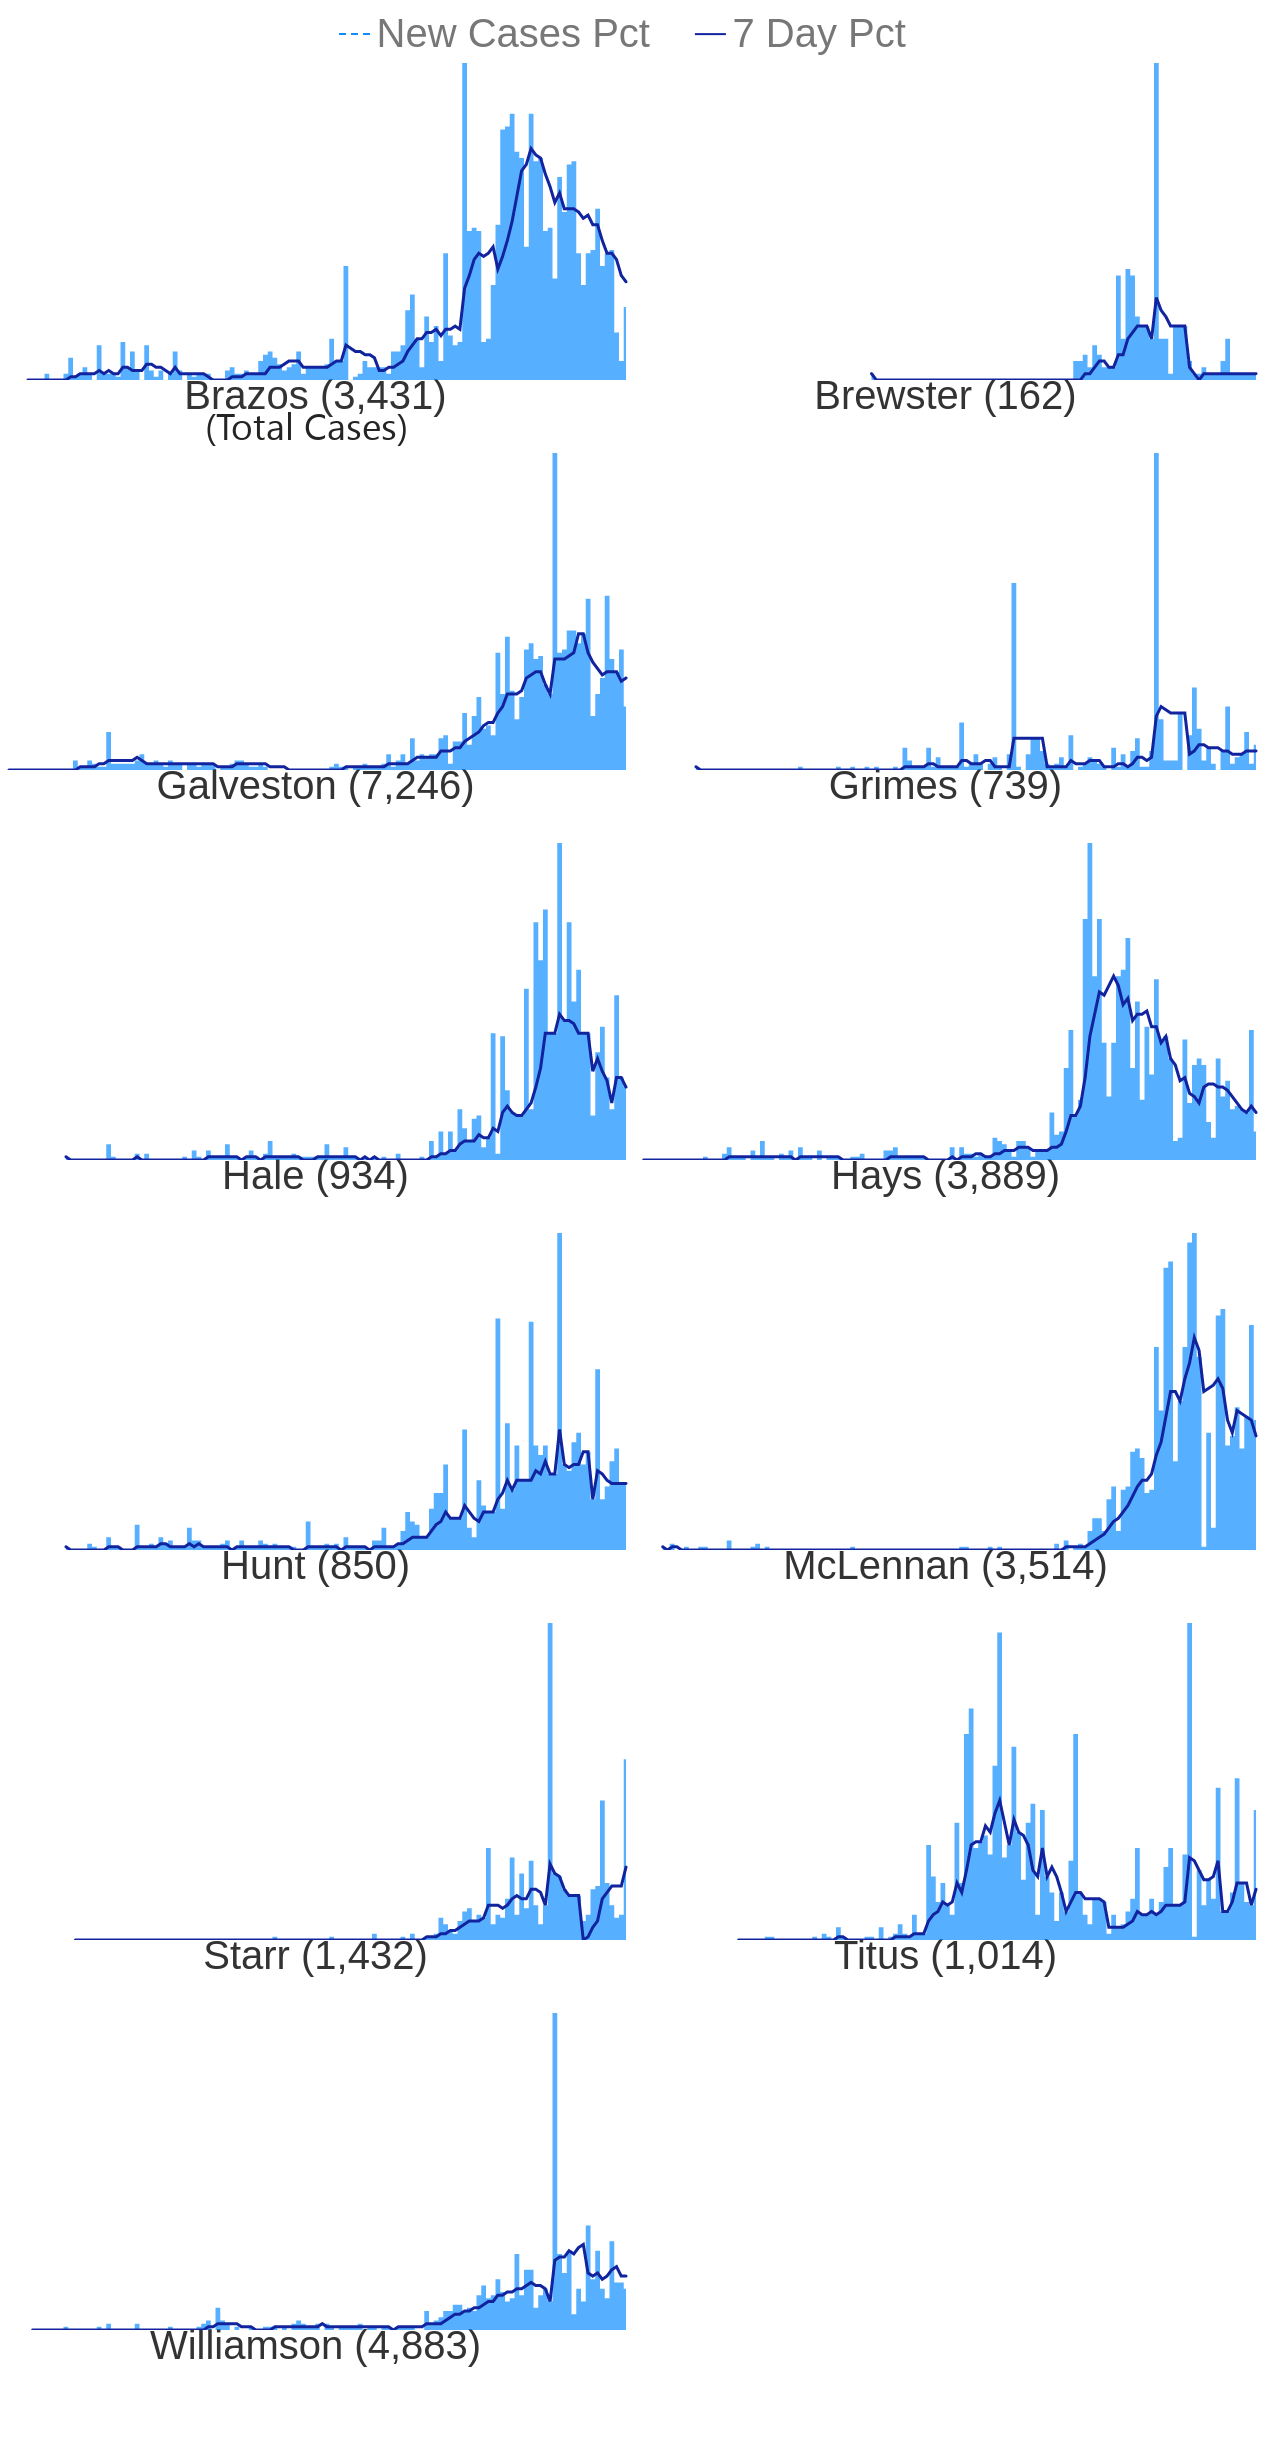 New Cases Pct 7 Day Pct
Brazos (3,431)
(Total Cases)
Brewster (162)
Galveston (7,246)
Grimes (739)
Hale (934)
Hays (3,889)
Hunt (850)
McLennan (3,514)
Starr (1,432)
Titus (1,014)
Williamson (4,883)